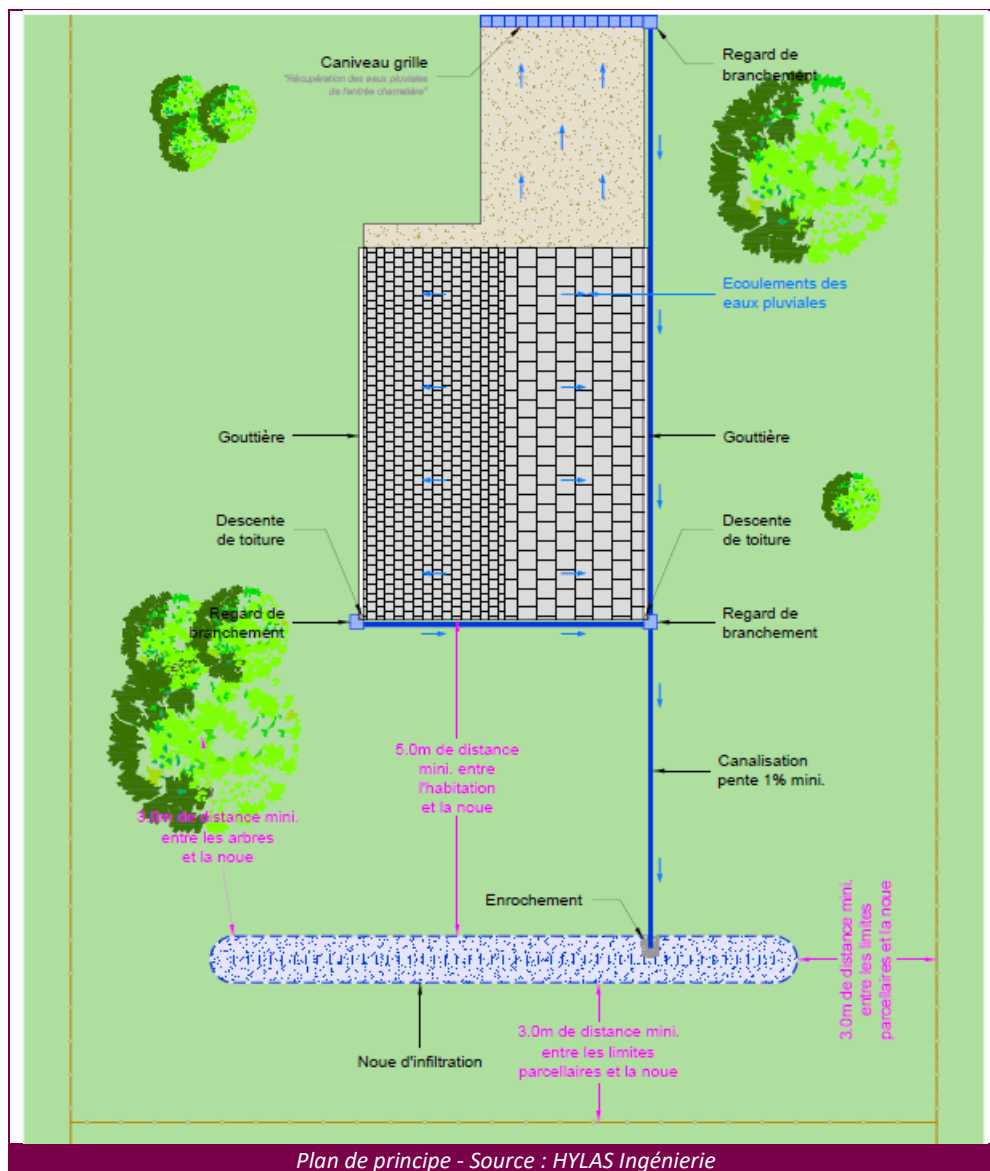 Caniveau grille
"Récupération des eaux pluviales
de l'entrée charretière"
Regard de
branchement
Ecoulements des
eaux pluviales
Gouttière
Gouttière
Descente
de toiture
Descente
de toiture
Regard de
branchement
Regard de
branchement
5.0m de distance
mini. entre
l'habitation
et la noue
Canalisation
pente 1% mini.
3.0m de distance mini.
entre les arbres
et la noue
Enrochement
3.0m de distance mini.
entre les limites
parcellaires et la noue
3.0m de distance mini.
entre les limites
parcellaires et la noue
Noue d'infiltration
Plan de principe - Source : HYLAS Ingénierie